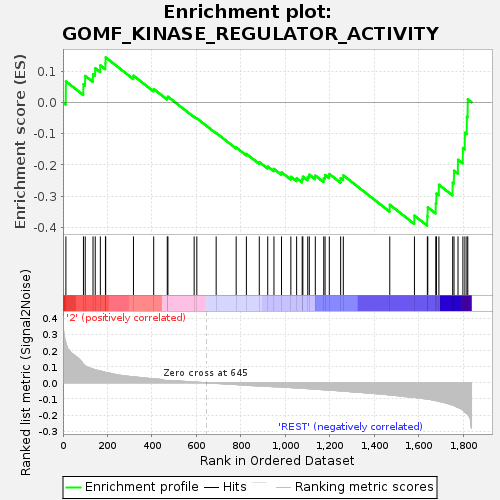 Enrichment plot:
GOMF_KINASE_REGULATOR_ACTIVITY
Enrichment score (ES)
0.1
0.0
-0.1
-0.2
-0.3
-0.4
Ranked list metric (Signal2Noise)
0.4
0.3
0.2
0.1
0.0
-0.1
-0.2
-0.3
'2' (positively correlated)
Zero cross at 645
'REST' (negatively correlated)
0
200
400
600
800
1,000
1,200
1,400
1,600
1,800
Rank in Ordered Dataset
Enrichment profile
Hits
Ranking metric scores